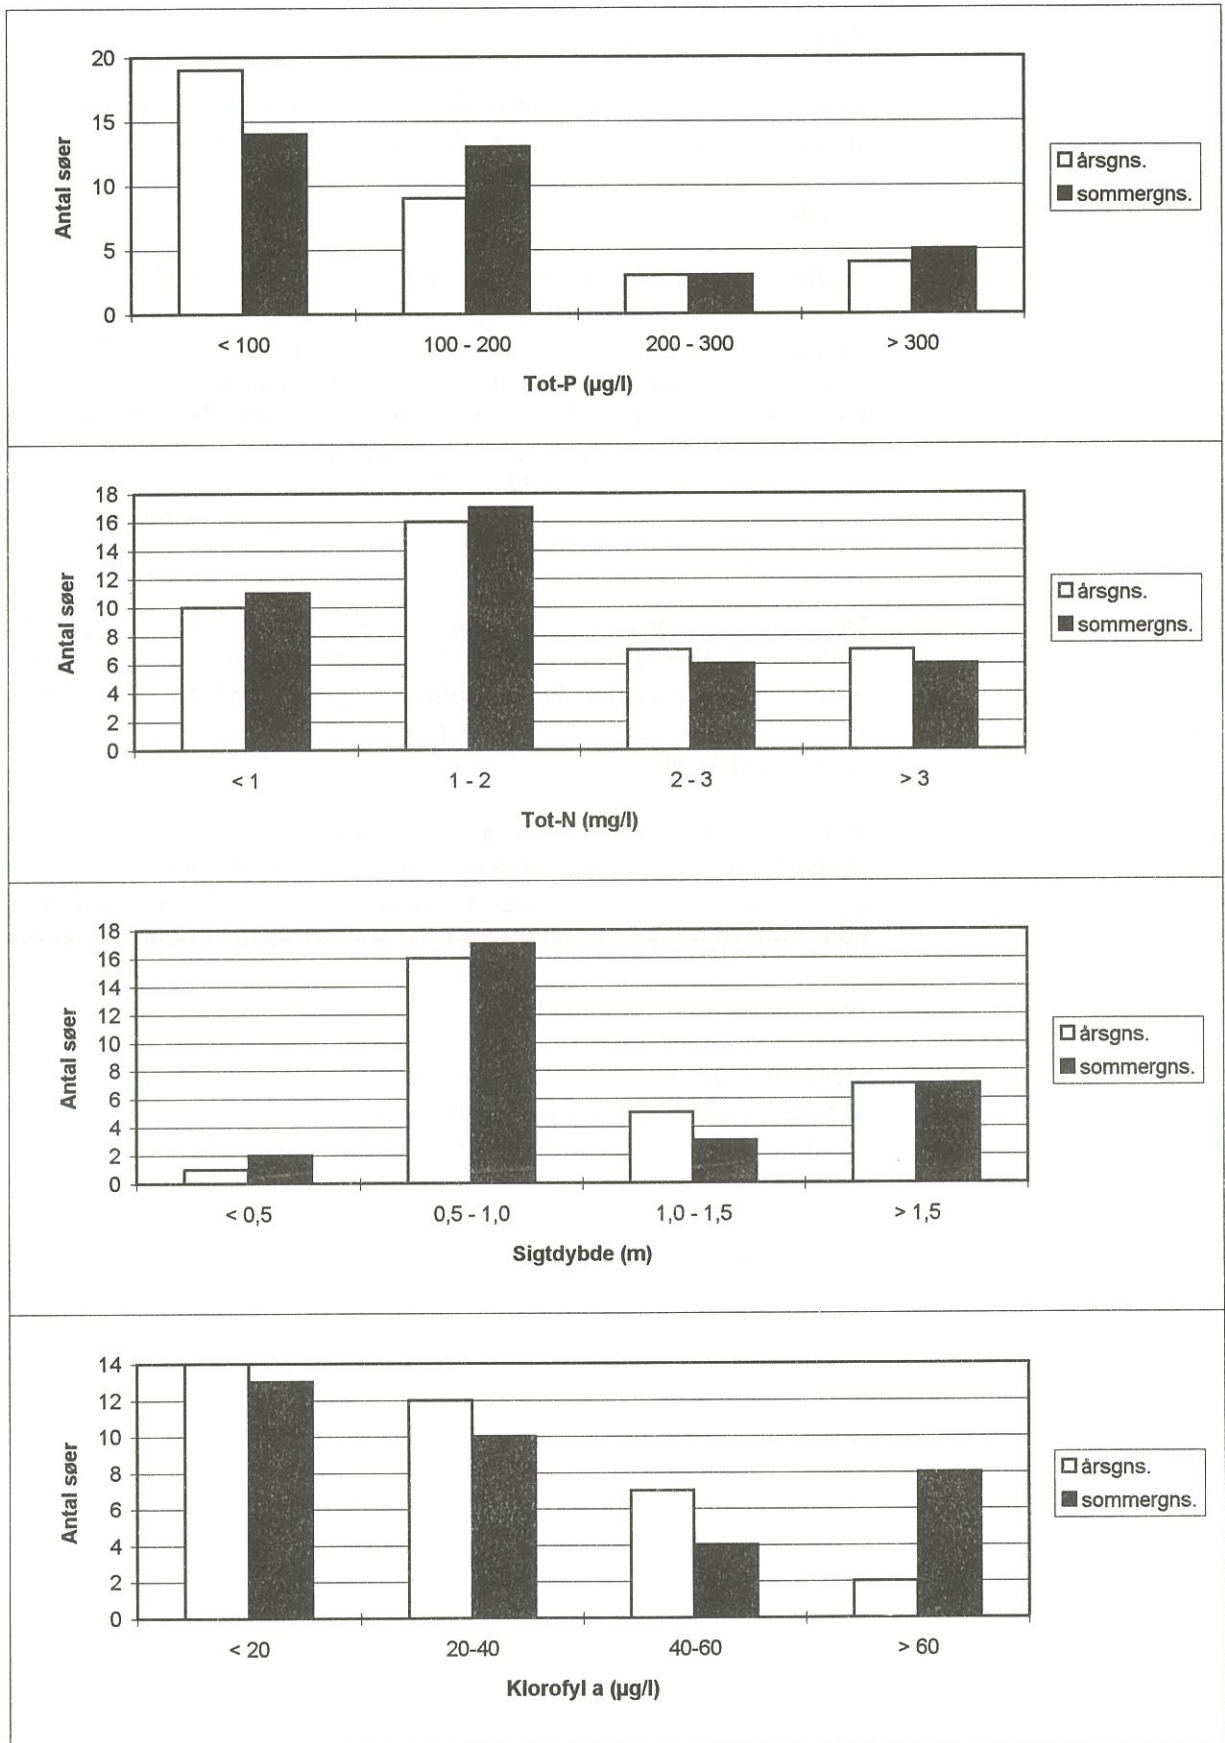 20
15
10
5
0
Antal søer
< 100 100 - 200 200 - 300 > 300
Tot-P (µg/l)
årsgns.
sommergns.
18
16
14
12
10
8
6
4
2
0
Antal søer
< 1 1 - 2 2 - 3 > 3
Tot-N (mg/l)
årsgns.
sommergns.
18
16
14
12
10
8
6
4
2
0
Antal søer
< 0,5 0,5 - 1,0 1,0 - 1,5 > 1,5
Sigtdybde (m)
årsgns.
sommergns.
14
12
10
8
6
4
2
0
Antal søer
< 20 20-40 40-60 > 60
Klorofyl a (µg/l)
årsgns.
sommergns.